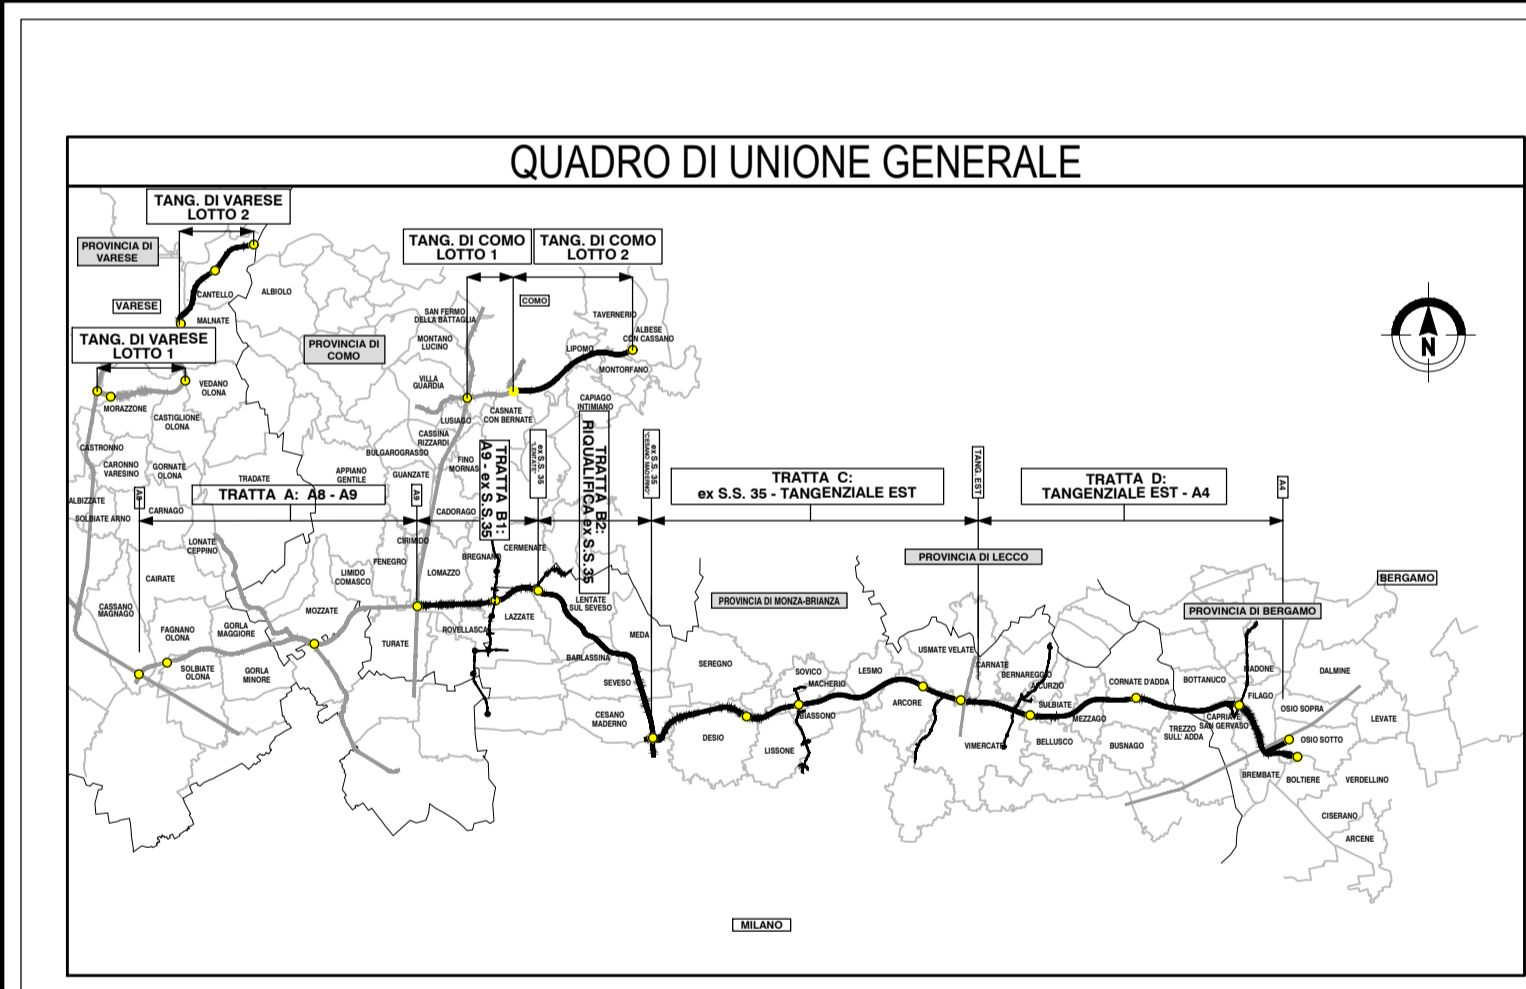 QUADRO DI UNIONE GENERALE
TANG. DI VARESE
LOTTO 2
PROVINCIA DI
VARESE
TANG. DI COMO
LOTTO 1
TANG. DI COMO
LOTTO 2
CANTELLO
ALBIOLO
VARESE
MALNATE
COMO
SAN FERMO
DELLA BATTAGLIA
TAVERNERIO
ALBESE
CON CASSANO
TANG. DI VARESE
LOTTO 1
PROVINCIA DI
COMO
MONTANO
LUCINO
LIPOMO
MONTORFANO
N
VEDANO
OLONA
VILLA
GUARDIA
MORAZZONE
CASTIGLIONE
OLONA
LUSIAGO
CASNATE
CON BERNATE
CAPIAGO
INTIMIANO
CASTRONNO
CASSINA
RIZZARDI
BULGAROGRASSO
CARONNO
VARESINO
GORNATE
OLONA
TRADATE
APPIANO
GENTILE
GUANZATE
FINO
MORNAS
TRATTA B1:
A9 - ex S.S.35
ex S.S. 35
"LENTATE"
TRATTA B2:
RIQUALIFICA ex S.S.35
ex S.S. 35
"CESANO MADERNO"
TRATTA C:
ex S.S. 35 - TANGENZIALE EST
TANG. EST
TRATTA D:
TANGENZIALE EST - A4
A4
ALBIZZATE
A8
TRATTA A: A8 - A9
A9
SOLBIATE ARNO
CARNAGO
CADORAGO
LONATE
CEPPINO
CIRIMIDO
BREGNANO
CERMENATE
PROVINCIA DI LECCO
CAIRATE
LIMIDO
COMASCO
FENEGRO
LOMAZZO
BERGAMO
CASSANO
MAGNAGO
MOZZATE
LAZZATE
LENTATE
SUL SEVESO
PROVINCIA DI MONZA-BRIANZA
PROVINCIA DI BERGAMO
FAGNANO
OLONA
GORLA
MAGGIORE
TURATE
ROVELLASCA
MEDA
SOLBIATE
OLONA
GORLA
MINORE
BARLASSINA
SEVESO
SEREGNO
SOVICO
MACHERIO
LESMO
USMATE VELATE
CARNATE
BERNAREGGIO
CORNATE D'ADDA
BOTTANUCO
MADONE
DALMINE
CESANO
MADERNO
DESIO
BIASSONO
LISSONE
ARCORE
VIMERCATE
SULBIATE
MEZZAGO
BELLUSCO
BUSNAGO
TREZZO
SULL' ADDA
CAPRIATE
SAN GERVASO
FILAGO
OSIO SOPRA
LEVATE
OSIO SOTTO
BREMBATE
BOLTIERE
VERDELLINO
CISERANO
ARCENE
MILANO